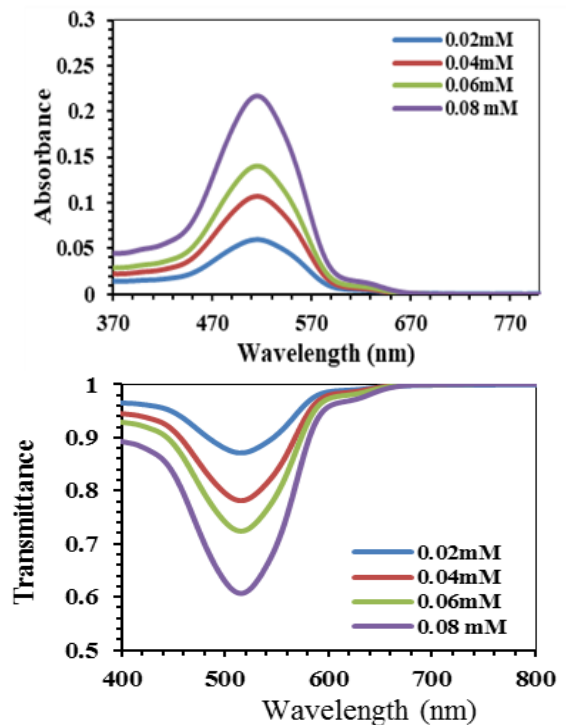 0.3
0.25
0.2
0.15
0.1
0.05
0
Absorbance
0.02mM
0.04mM
0.06mM
0.08 mM
370 470 570 670 770
Wavelength (nm)
1
0.9
0.8
0.7
0.6
0.5
Transmittance
0.02mM
0.04mM
0.06mM
0.08 mM
400 500 600 700 800
Wavelength (nm)